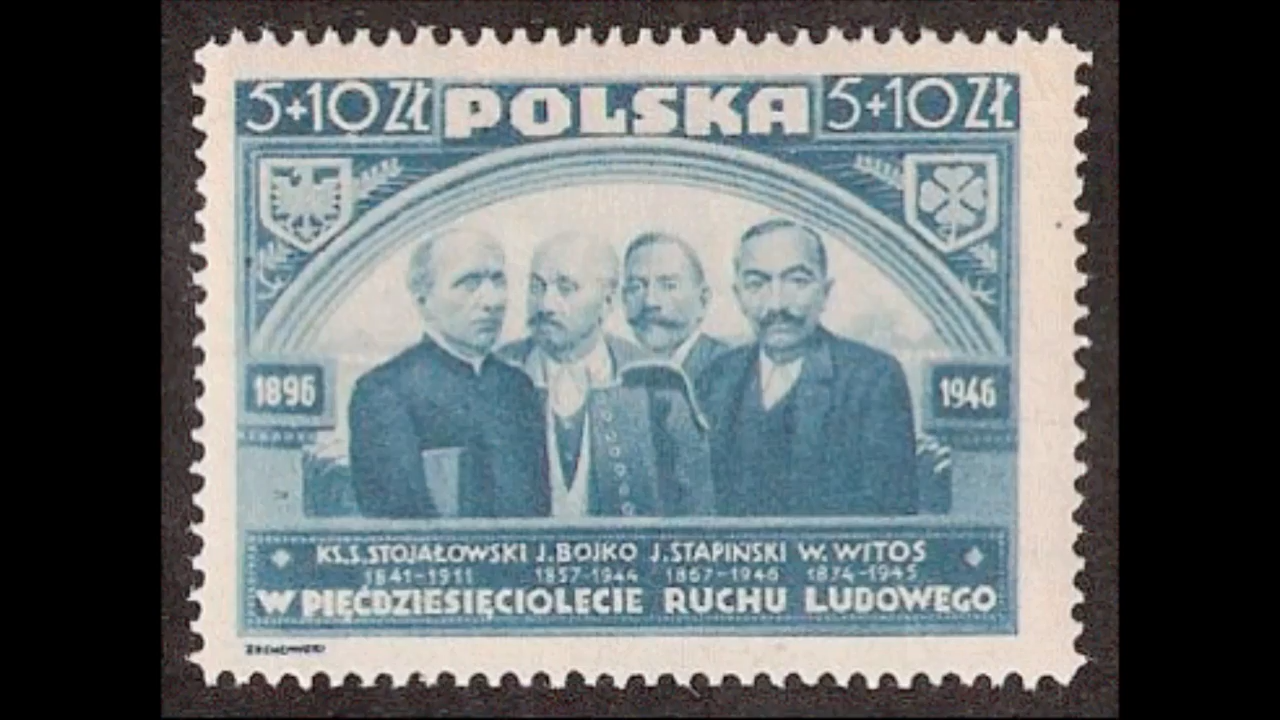 5+10 ZŁ POLSKA 5+10 ZŁ
1896 1946
KS.S.STOJAŁOWSKI J.BOJKO J.STAPIŃSKI W. WITOS
1841-1911 1857-1944 1867-1946 1874-1945
W PIĘĆDZIESIĘCIOLECIE RUCHU LUDOWEGO